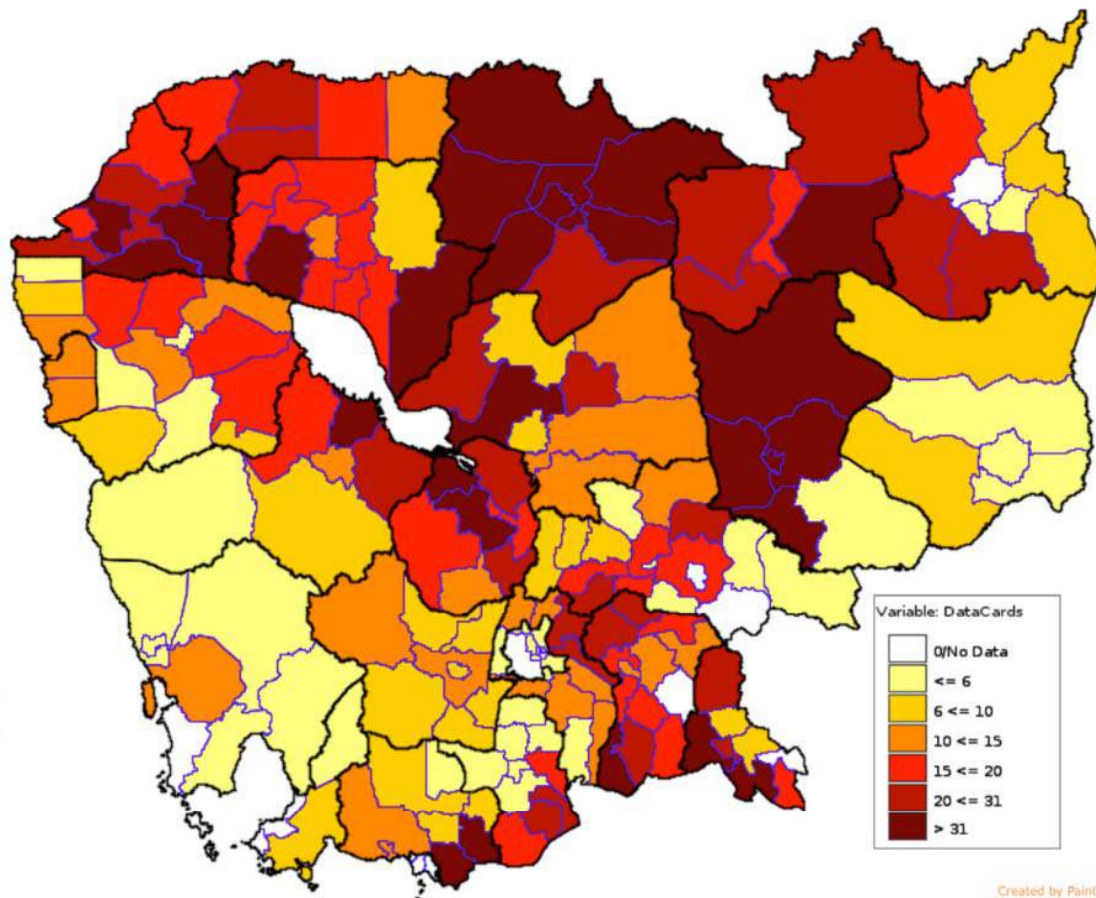 Variable: DataCards
0/No Data
<= 6
6 <= 10
10 <= 15
15 <= 20
20 <= 31
> 31
Created by Paint